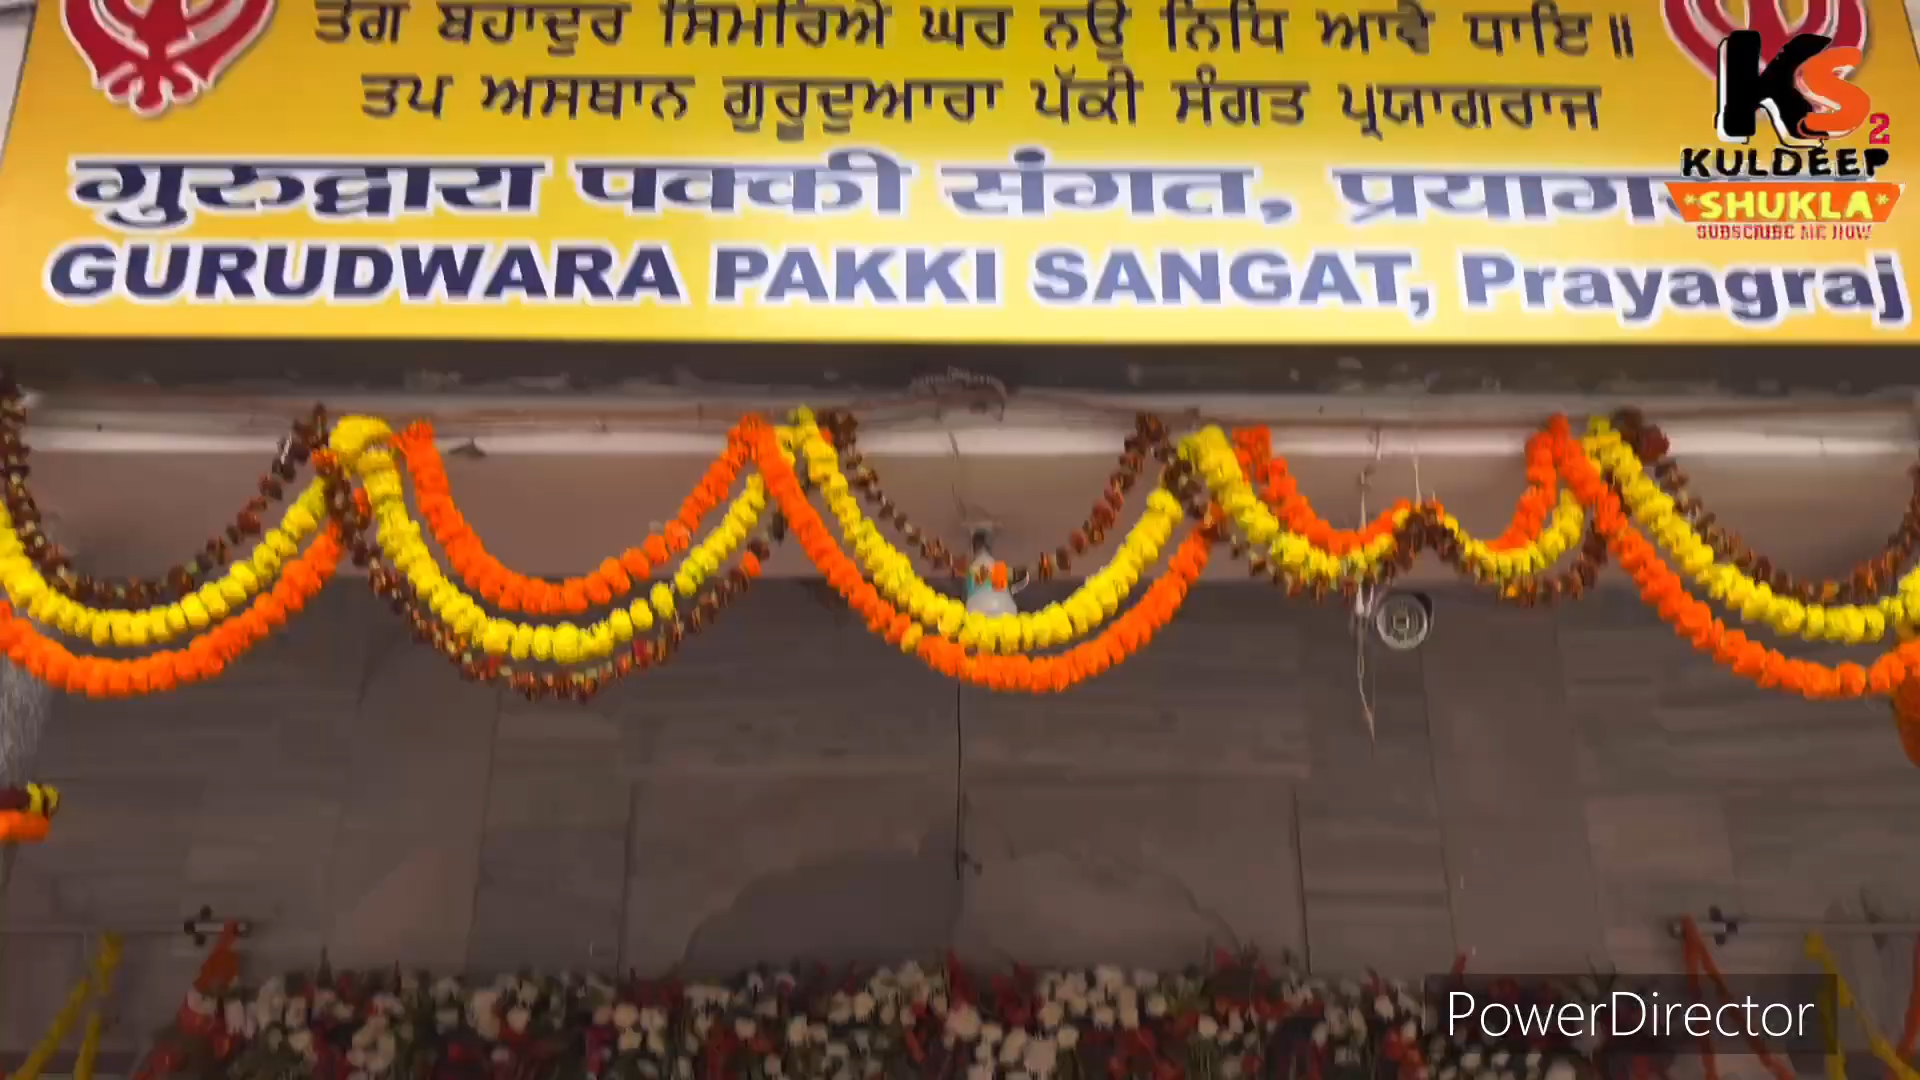 ਤੇਗ ਬਹਾਦੁਰ ਸਿਮਰਿਐ ਘਰ ਨਉ ਨਿਧਿ ਆਵੈ ਧਾਇ॥
ਤਪ ਅਸਥਾਨ ਗੁਰੂਦੁਆਰਾ ਪੱਕੀ ਸੰਗਤ ਪ੍ਰਯਾਗਰਾਜ
गुरुद्वारा पक्की संगत,
GURUDWARA PAKKI SANGAT, Prayagraj
KS2
KULDEEP
*SHUKLA*
SUBSCRIBE ME NOW
PowerDirector